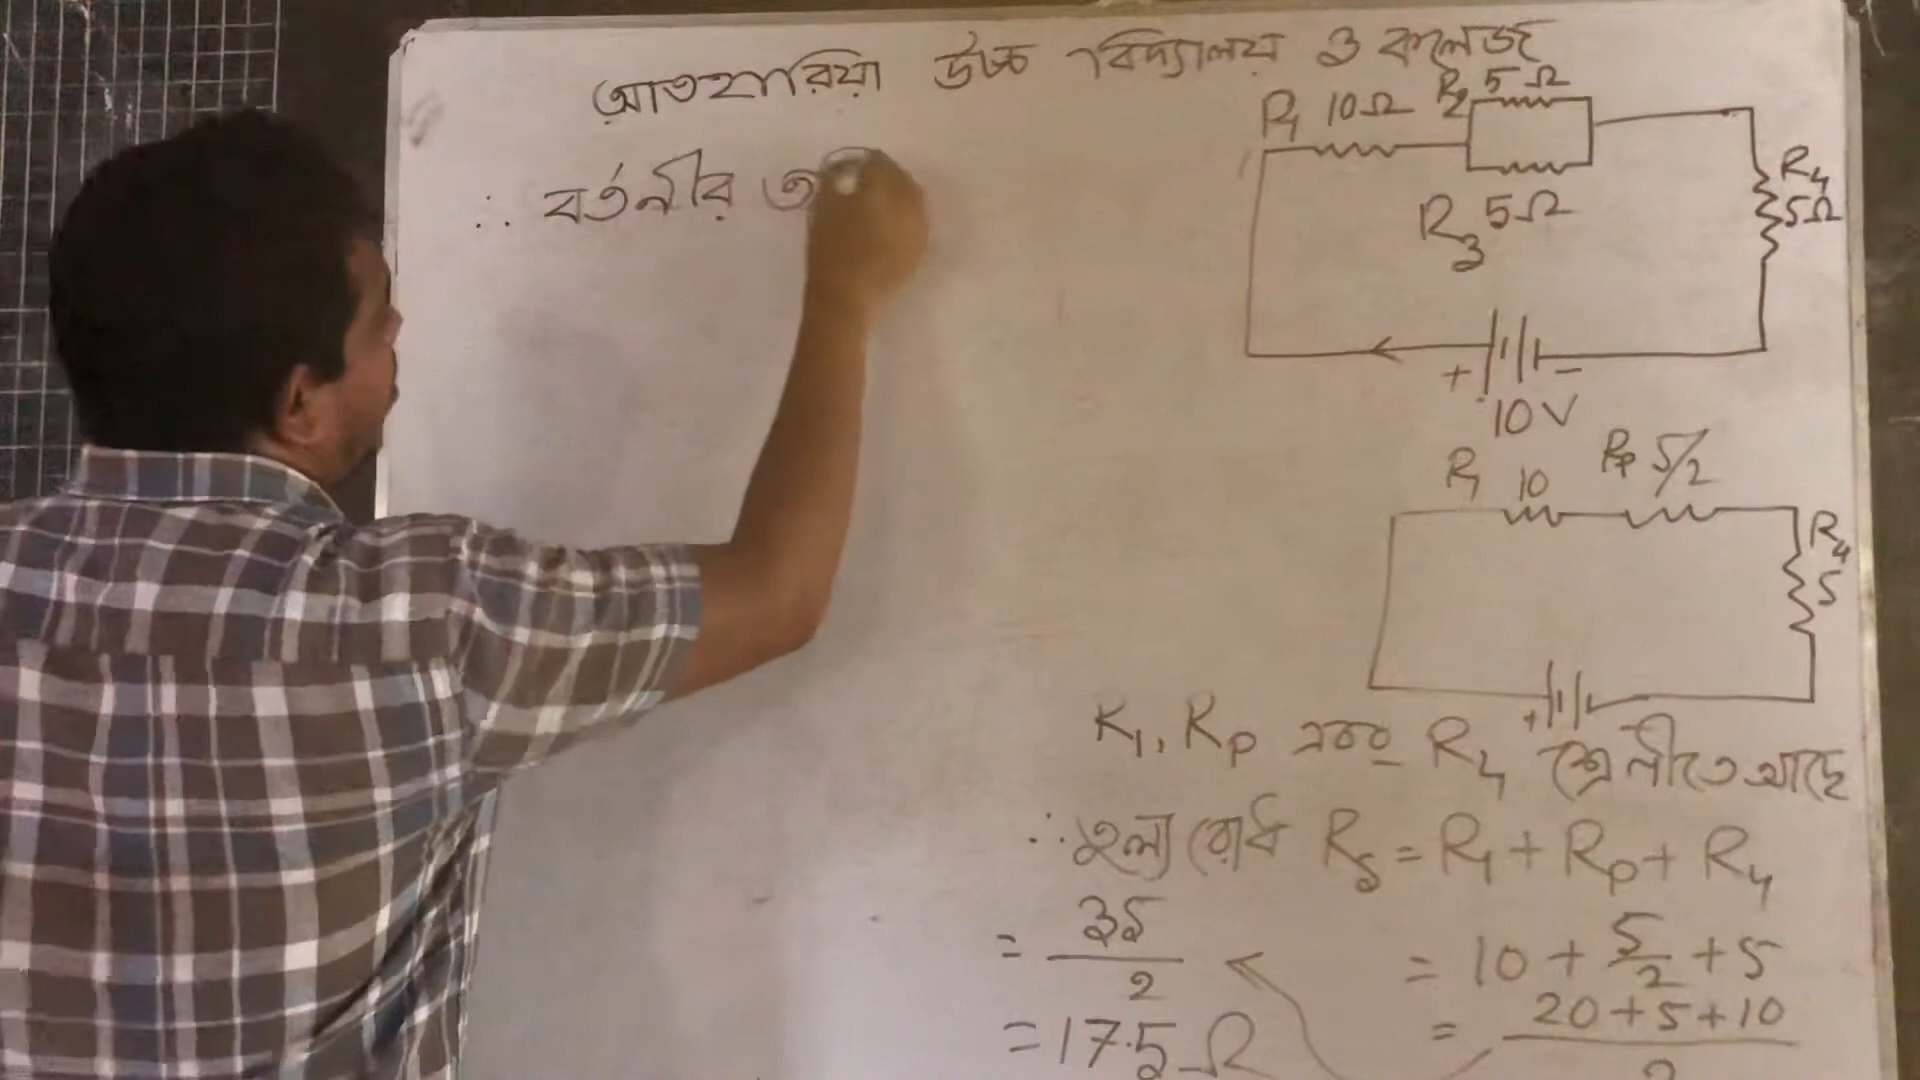 আতহারিয়া উচ্চ বিদ্যালয় ও কলেজ
∴ বর্তনীর ত
R1 10Ω R2 5Ω
R3 5Ω
R4 5Ω
+ −
10V
R1 10 Rp 5/2
R4 5
+
R1, Rp এবং R4 শ্রেনীতে আছে
∴ তুল্য রোধ Rs = R1 + Rp + R4
= 10 + 5/2 + 5
= 20+5+10 / 2
= 35/2
= 17.5Ω